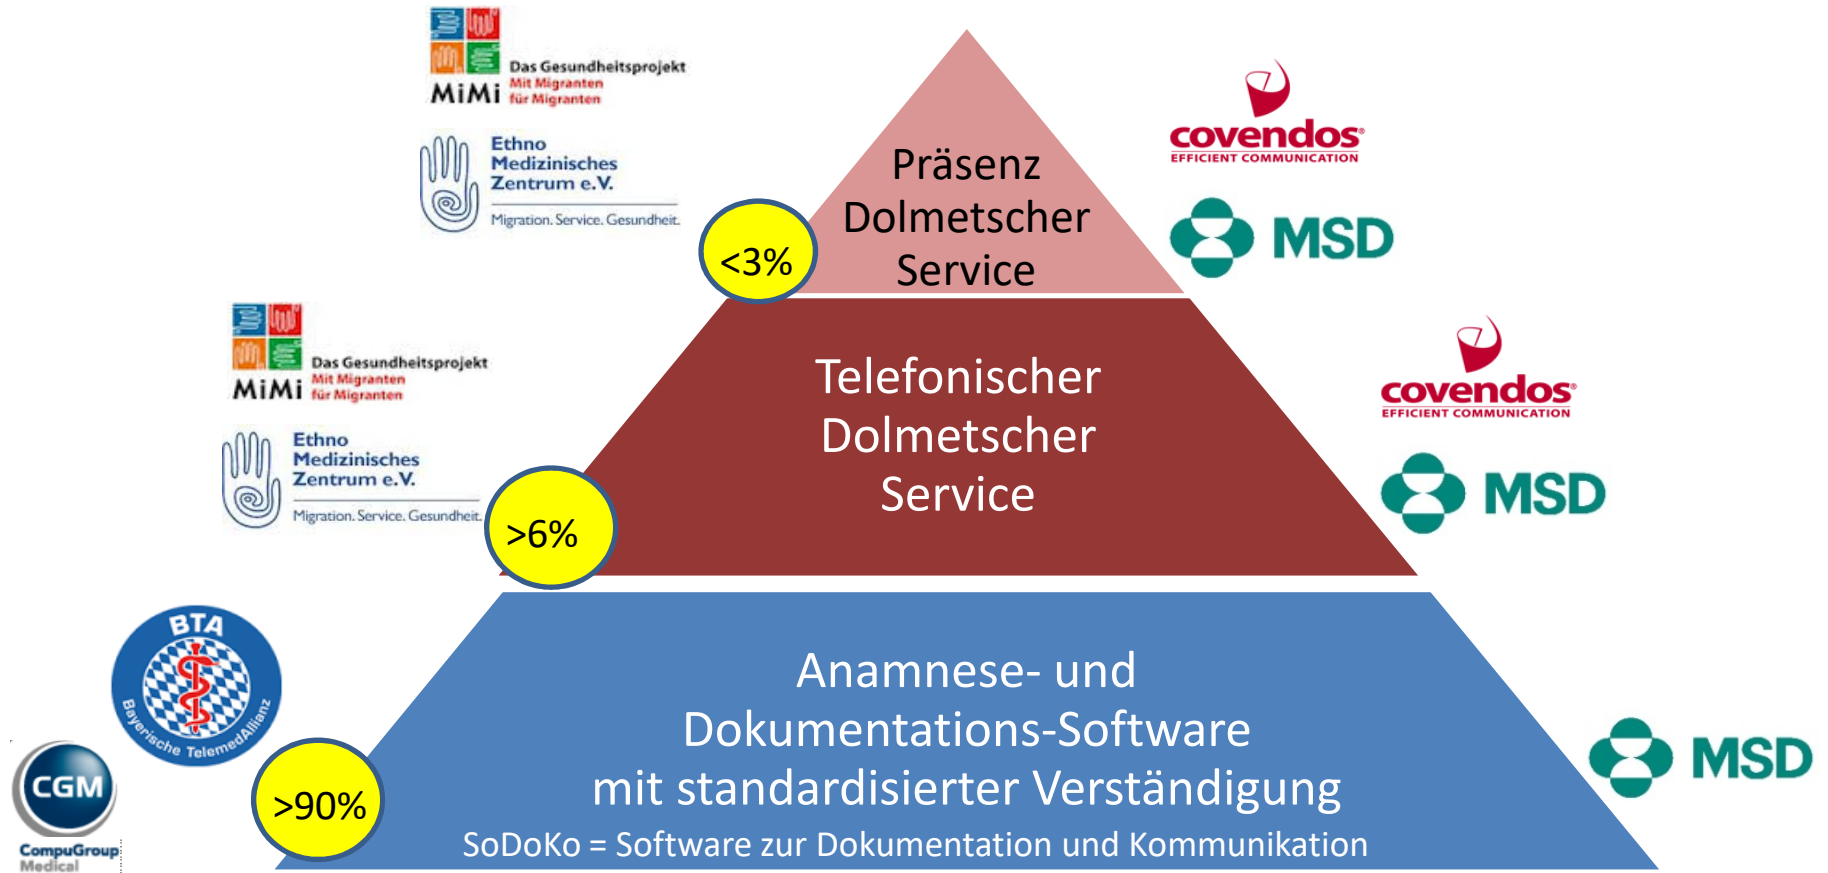 Das Gesundheitsprojekt
Mit Migranten
für Migranten
MiMi
Ethno
Medizinisches
Zentrum e.V.
Migration. Service. Gesundheit.
covendos®
EFFICIENT COMMUNICATION
MSD
Präsenz
Dolmetscher
Service
<3%
Das Gesundheitsprojekt
Mit Migranten
für Migranten
MiMi
Ethno
Medizinisches
Zentrum e.V.
Migration. Service. Gesundheit.
covendos®
EFFICIENT COMMUNICATION
MSD
Telefonischer
Dolmetscher
Service
>6%
BTA
Bayerische TelemedAllianz
CGM
CompuGroup
Medical
>90%
Anamnese- und
Dokumentations-Software
mit standardisierter Verständigung
SoDoKo = Software zur Dokumentation und Kommunikation
MSD